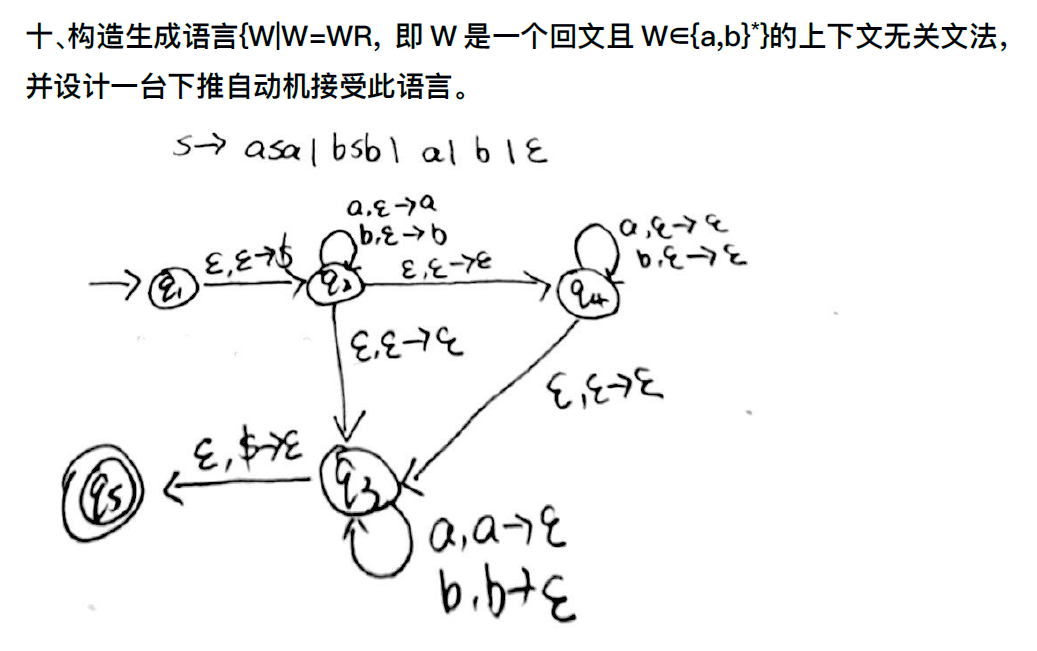 十、构造生成语言{W|W=WR, 即 W 是一个回文且 W∈{a,b}*}的上下文无关文法,
并设计一台下推自动机接受此语言。
s→ asa | bsb | a | b | ε
a,ε→a
b,ε→b
ε,ε→$
ε,ε→ε
a,ε→ε
b,ε→ε
q1
q2
q4
ε,ε→ε
ε,ε→ε
ε,$→ε
q5
q3
a,a→ε
b,b→ε